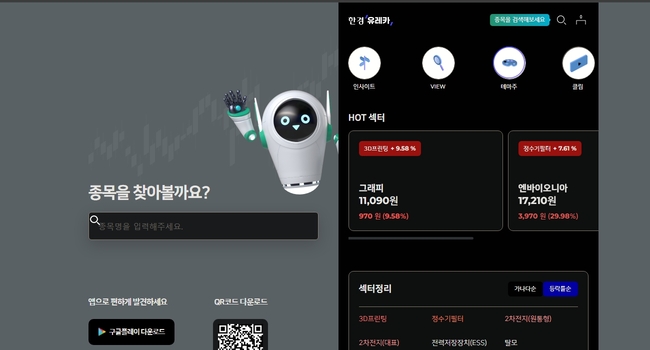 종목을 찾아볼까요?
종목명을 입력해주세요.
앱으로 편하게 발견하세요
QR코드 다운로드
구글플레이 다운로드
한경 유레카
종목을 검색해보세요
인사이트
VIEW
테마주
클립
HOT 섹터
3D프린팅 + 9.58 %
그래피
11,090원
970 원 (9.58%)
정수기필터 + 7.61 %
엔바이오니아
17,210원
3,970 원 (29.98%)
섹터정리
가나다순
등락률순
3D프린팅
정수기필터
2차전지(원통형)
2차전지(대표)
전력저장장치(ESS)
탈모